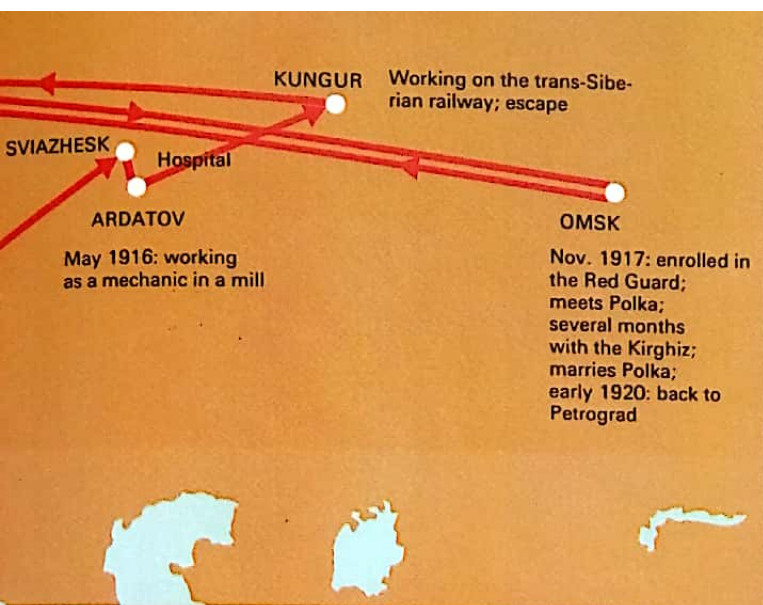 KUNGUR
Working on the trans-Sibe-
rian railway; escape
SVIAZHESK
Hospital
ARDATOV
May 1916: working
as a mechanic in a mill
OMSK
Nov. 1917: enrolled in
the Red Guard;
meets Polka;
several months
with the Kirghiz;
marries Polka;
early 1920: back to
Petrograd